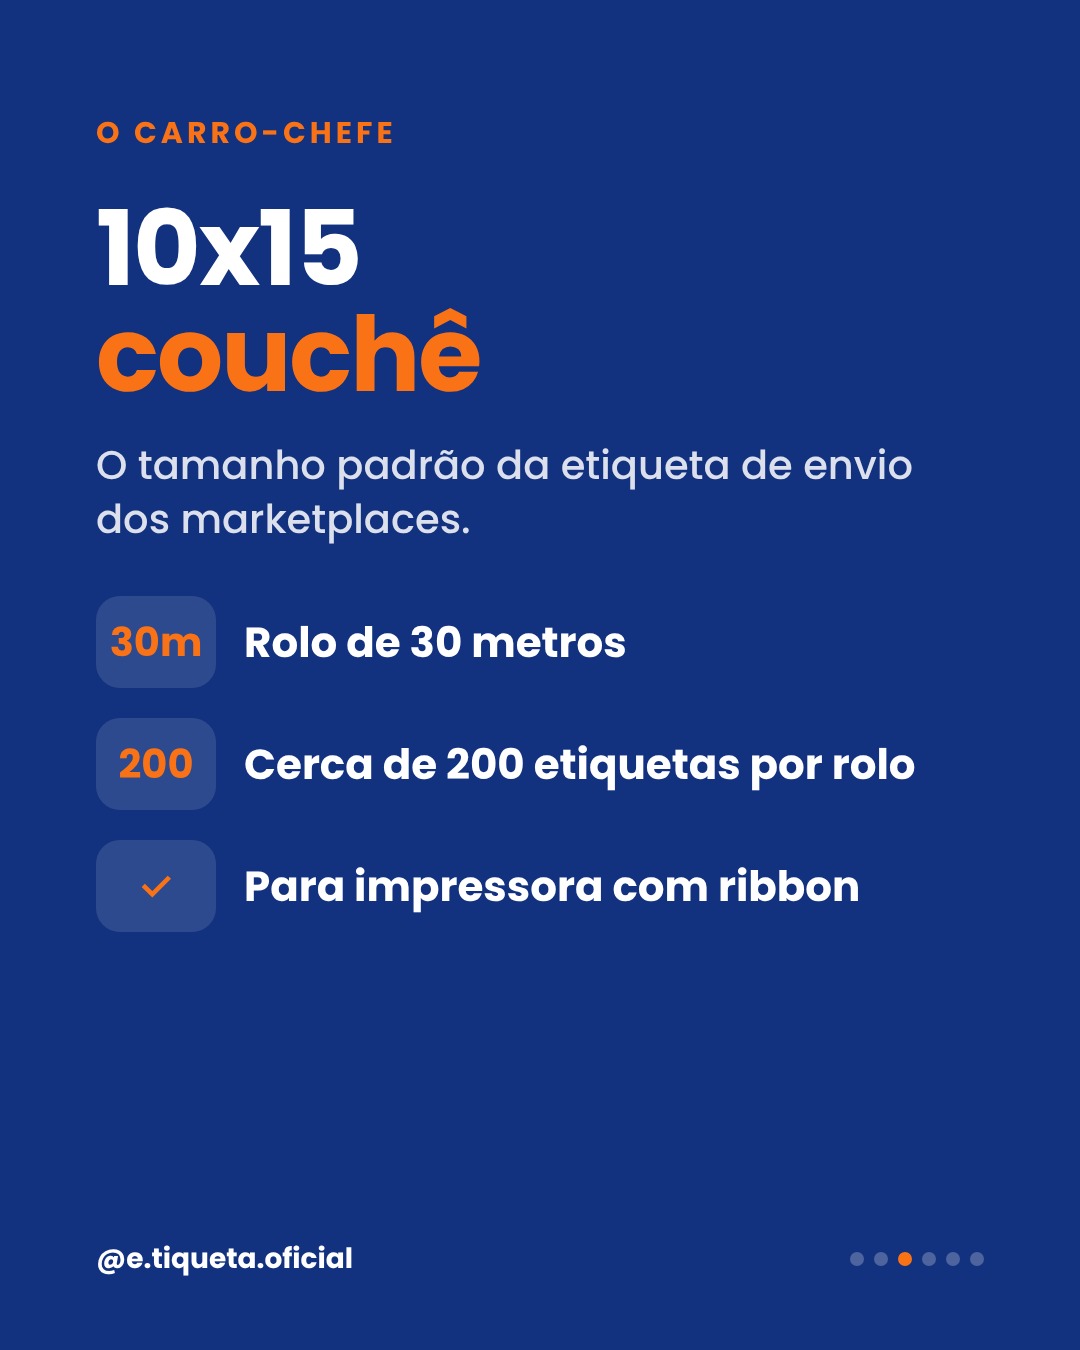 O CARRO-CHEFE
10x15
couchê
O tamanho padrão da etiqueta de envio
dos marketplaces.
30m Rolo de 30 metros
200 Cerca de 200 etiquetas por rolo
✓ Para impressora com ribbon
@e.tiqueta.oficial